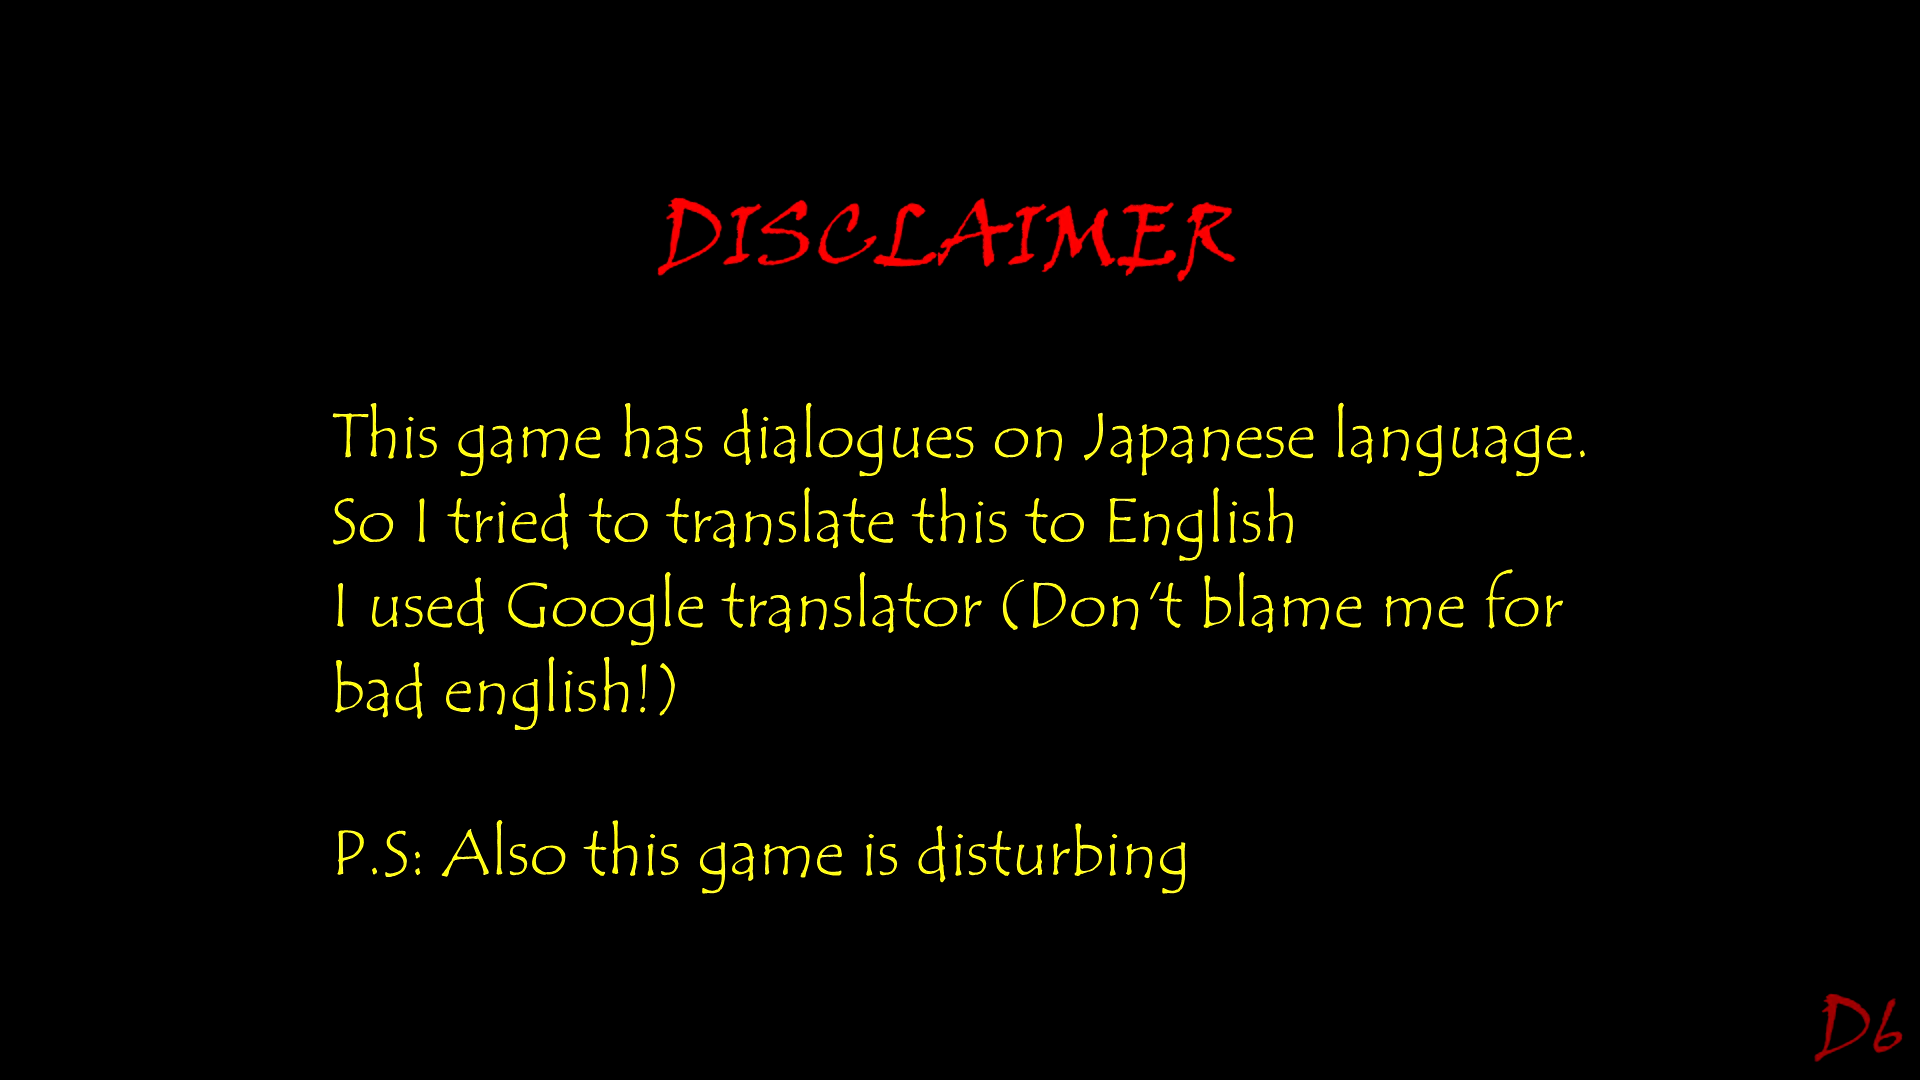 DISCLAIMER
This game has dialogues on Japanese language.
So I tried to translate this to English
I used Google translator (Don't blame me for
bad english!)
P.S: Also this game is disturbing
D6